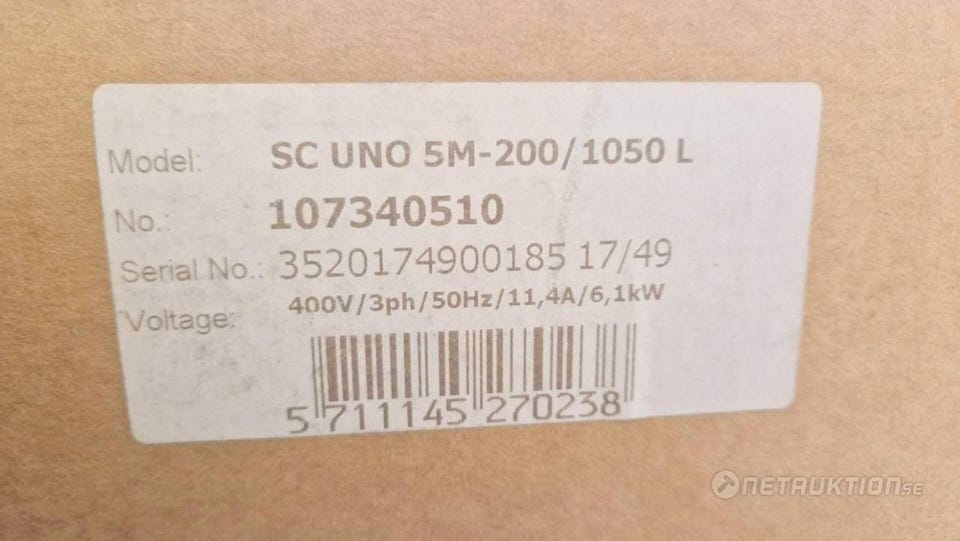 Model: SC UNO 5M-200/1050 L
No.: 107340510
Serial No.: 3520174900185 17/49
Voltage: 400V/3ph/50Hz/11,4A/6,1kW
5 711145 270238
NETAUKTION.SE